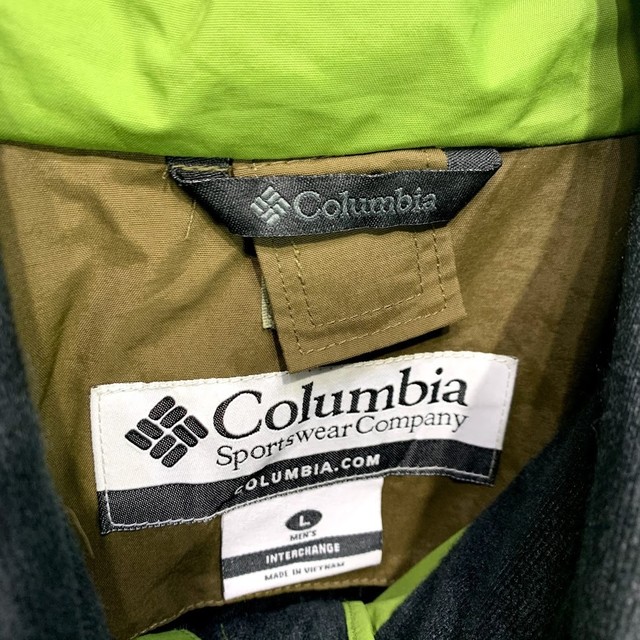 Columbia
Columbia
Sportswear Company
COLUMBIA.COM
L
MEN'S
INTERCHANGE
MADE IN VIETNAM